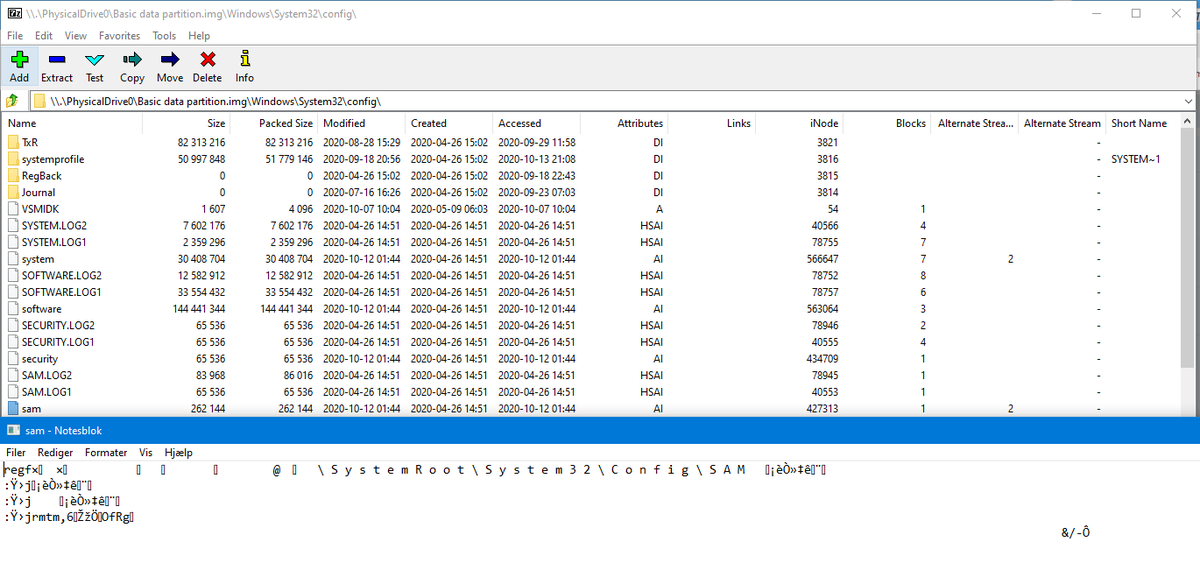 \\.\PhysicalDrive0\Basic data partition.img\Windows\System32\config\
File Edit View Favorites Tools Help
Add Extract Test Copy Move Delete Info
\\.\PhysicalDrive0\Basic data partition.img\Windows\System32\config\
Name Size Packed Size Modified Created Accessed Attributes Links iNode Blocks Alternate Strea... Alternate Stream Short Name
TxR 82 313 216 82 313 216 2020-08-28 15:29 2020-04-26 15:02 2020-09-29 11:58 DI 3821 -
systemprofile 50 997 848 51 779 146 2020-09-18 20:56 2020-04-26 15:02 2020-10-13 21:08 DI 3816 - SYSTEM~1
RegBack 0 0 2020-04-26 15:02 2020-04-26 15:02 2020-09-18 22:43 DI 3815 -
Journal 0 0 2020-07-16 16:26 2020-04-26 15:02 2020-09-23 07:03 DI 3814 -
VSMIDK 1 607 4 096 2020-10-07 10:04 2020-05-09 06:03 2020-10-07 10:04 A 54 1 -
SYSTEM.LOG2 7 602 176 7 602 176 2020-04-26 14:51 2020-04-26 14:51 2020-04-26 14:51 HSAI 40566 4 -
SYSTEM.LOG1 2 359 296 2 359 296 2020-04-26 14:51 2020-04-26 14:51 2020-04-26 14:51 HSAI 78755 7 -
system 30 408 704 30 408 704 2020-10-12 01:44 2020-04-26 14:51 2020-10-12 01:44 AI 566647 7 2 -
SOFTWARE.LOG2 12 582 912 12 582 912 2020-04-26 14:51 2020-04-26 14:51 2020-04-26 14:51 HSAI 78752 8 -
SOFTWARE.LOG1 33 554 432 33 554 432 2020-04-26 14:51 2020-04-26 14:51 2020-04-26 14:51 HSAI 78757 6 -
software 144 441 344 144 441 344 2020-10-12 01:44 2020-04-26 14:51 2020-10-12 01:44 AI 563064 3 -
SECURITY.LOG2 65 536 65 536 2020-04-26 14:51 2020-04-26 14:51 2020-04-26 14:51 HSAI 78946 2 -
SECURITY.LOG1 65 536 65 536 2020-04-26 14:51 2020-04-26 14:51 2020-04-26 14:51 HSAI 40555 4 -
security 65 536 65 536 2020-10-12 01:44 2020-04-26 14:51 2020-10-12 01:44 AI 434709 1 -
SAM.LOG2 83 968 86 016 2020-04-26 14:51 2020-04-26 14:51 2020-04-26 14:51 HSAI 78945 1 -
SAM.LOG1 65 536 65 536 2020-04-26 14:51 2020-04-26 14:51 2020-04-26 14:51 HSAI 40553 1 -
sam 262 144 262 144 2020-10-12 01:44 2020-04-26 14:51 2020-10-12 01:44 AI 427313 1 2 -
sam - Notesblok
Filer Rediger Formater Vis Hjælp
regf× × @ \ S y s t e m R o o t \ S y s t e m 3 2 \ C o n f i g \ S A M ¡èÒ»‡ê¨
:Ÿ›j¡èÒ»‡ê¨
:Ÿ›j ¡èÒ»‡ê¨
:Ÿ›jrmtm,6ŽžÖOfRg
&/-Ô